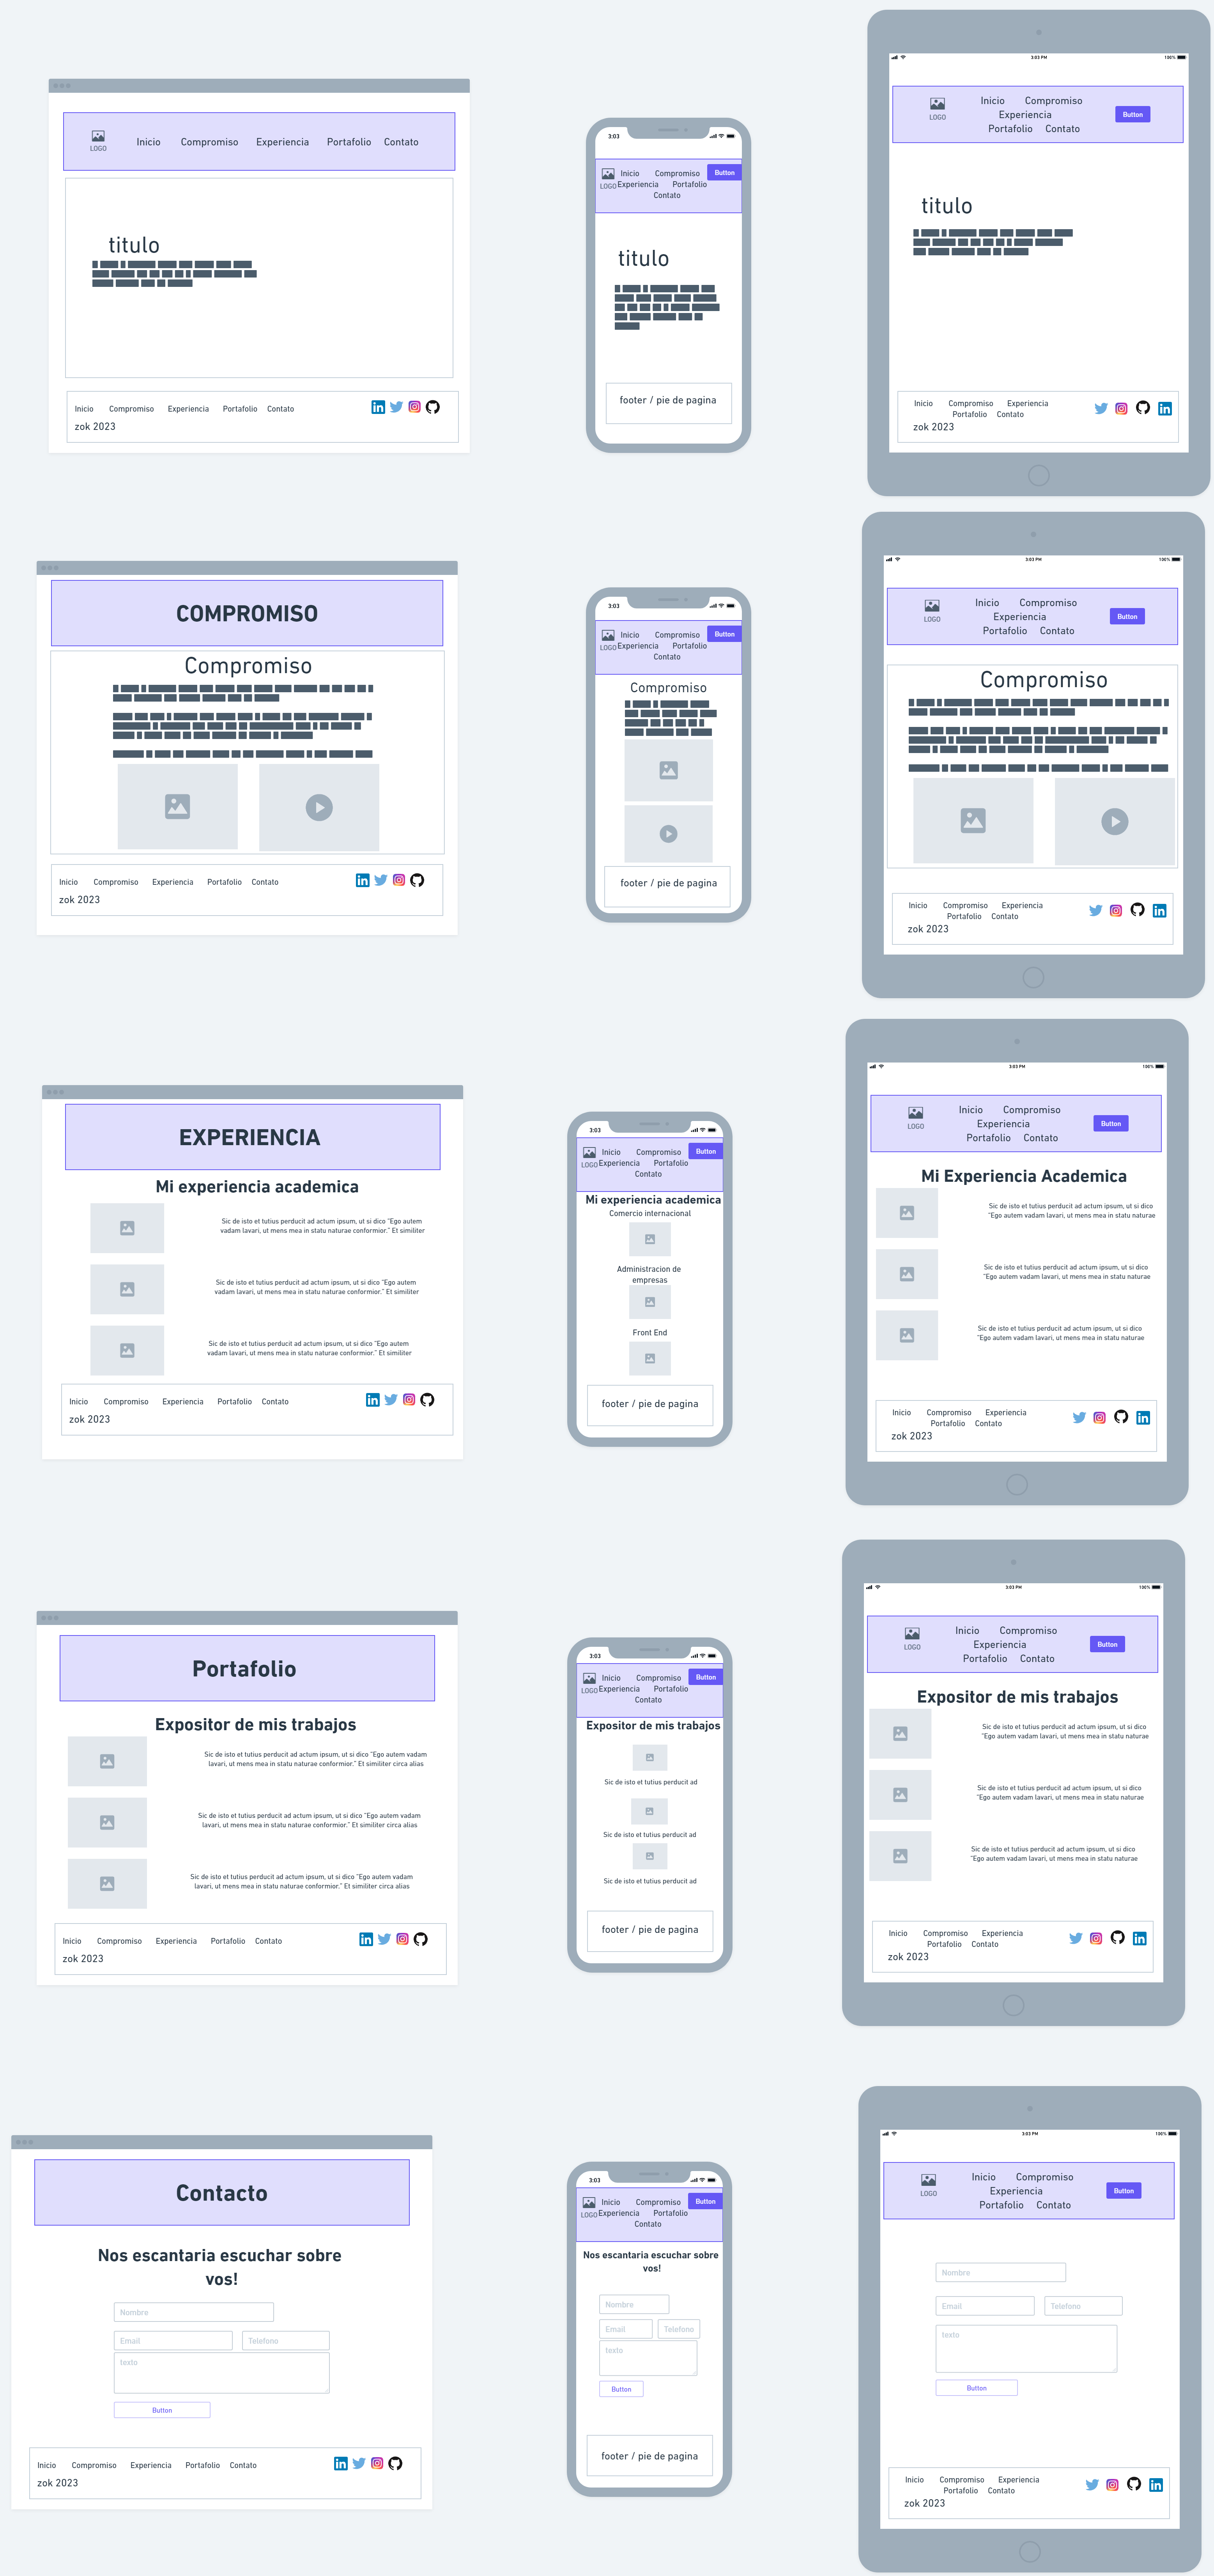 LOGO
Inicio Compromiso Experiencia Portafolio Contato
titulo
Inicio Compromiso Experiencia Portafolio Contato
zok 2023
3:03
LOGO
Inicio Compromiso
Experiencia Portafolio
Contato
Button
titulo
footer / pie de pagina
3:03 PM
100%
LOGO
Inicio Compromiso
Experiencia
Portafolio Contato
Button
titulo
Inicio Compromiso Experiencia
Portafolio Contato
zok 2023
COMPROMISO
Compromiso
Inicio Compromiso Experiencia Portafolio Contato
zok 2023
3:03
LOGO
Inicio Compromiso
Experiencia Portafolio
Contato
Button
Compromiso
footer / pie de pagina
3:03 PM
100%
LOGO
Inicio Compromiso
Experiencia
Portafolio Contato
Button
Compromiso
Inicio Compromiso Experiencia
Portafolio Contato
zok 2023
EXPERIENCIA
Mi experiencia academica
Sic de isto et tutius perducit ad actum ipsum, ut si dico "Ego autem
vadam lavari, ut mens mea in statu naturae conformior." Et similiter
Sic de isto et tutius perducit ad actum ipsum, ut si dico "Ego autem
vadam lavari, ut mens mea in statu naturae conformior." Et similiter
Sic de isto et tutius perducit ad actum ipsum, ut si dico "Ego autem
vadam lavari, ut mens mea in statu naturae conformior." Et similiter
Inicio Compromiso Experiencia Portafolio Contato
zok 2023
3:03
LOGO
Inicio Compromiso
Experiencia Portafolio
Contato
Button
Mi experiencia academica
Comercio internacional
Administracion de
empresas
Front End
footer / pie de pagina
3:03 PM
100%
LOGO
Inicio Compromiso
Experiencia
Portafolio Contato
Button
Mi Experiencia Academica
Sic de isto et tutius perducit ad actum ipsum, ut si dico
"Ego autem vadam lavari, ut mens mea in statu naturae
Sic de isto et tutius perducit ad actum ipsum, ut si dico
"Ego autem vadam lavari, ut mens mea in statu naturae
Sic de isto et tutius perducit ad actum ipsum, ut si dico
"Ego autem vadam lavari, ut mens mea in statu naturae
Inicio Compromiso Experiencia
Portafolio Contato
zok 2023
Portafolio
Expositor de mis trabajos
Sic de isto et tutius perducit ad actum ipsum, ut si dico "Ego autem vadam
lavari, ut mens mea in statu naturae conformior." Et similiter circa alias
Sic de isto et tutius perducit ad actum ipsum, ut si dico "Ego autem vadam
lavari, ut mens mea in statu naturae conformior." Et similiter circa alias
Sic de isto et tutius perducit ad actum ipsum, ut si dico "Ego autem vadam
lavari, ut mens mea in statu naturae conformior." Et similiter circa alias
Inicio Compromiso Experiencia Portafolio Contato
zok 2023
3:03
LOGO
Inicio Compromiso
Experiencia Portafolio
Contato
Button
Expositor de mis trabajos
Sic de isto et tutius perducit ad
Sic de isto et tutius perducit ad
Sic de isto et tutius perducit ad
footer / pie de pagina
3:03 PM
100%
LOGO
Inicio Compromiso
Experiencia
Portafolio Contato
Button
Expositor de mis trabajos
Sic de isto et tutius perducit ad actum ipsum, ut si dico
"Ego autem vadam lavari, ut mens mea in statu naturae
Sic de isto et tutius perducit ad actum ipsum, ut si dico
"Ego autem vadam lavari, ut mens mea in statu naturae
Sic de isto et tutius perducit ad actum ipsum, ut si dico
"Ego autem vadam lavari, ut mens mea in statu naturae
Inicio Compromiso Experiencia
Portafolio Contato
zok 2023
Contacto
Nos escantaria escuchar sobre
vos!
Nombre
Email
Telefono
texto
Button
Inicio Compromiso Experiencia Portafolio Contato
zok 2023
3:03
LOGO
Inicio Compromiso
Experiencia Portafolio
Contato
Button
Nos escantaria escuchar sobre
vos!
Nombre
Email
Telefono
texto
Button
footer / pie de pagina
3:03 PM
100%
LOGO
Inicio Compromiso
Experiencia
Portafolio Contato
Button
Nombre
Email
Telefono
texto
Button
Inicio Compromiso Experiencia
Portafolio Contato
zok 2023